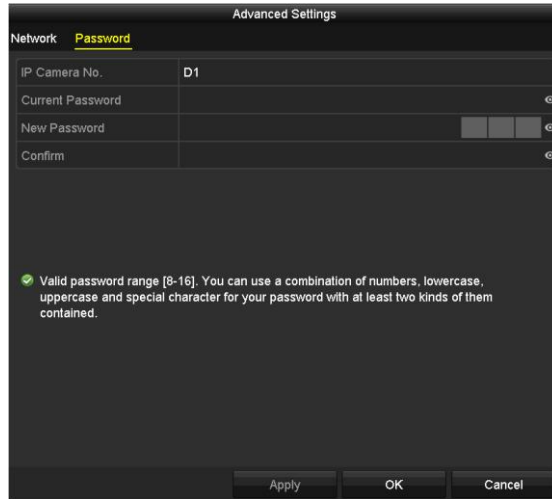 Advanced Settings
Network Password
IP Camera No. D1
Current Password
New Password
Confirm
Valid password range [8-16]. You can use a combination of numbers, lowercase,
uppercase and special character for your password with at least two kinds of them
contained.
Apply OK Cancel